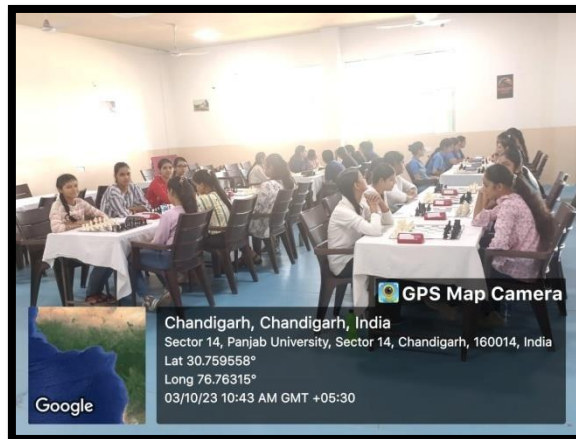 GPS Map Camera
Chandigarh, Chandigarh, India
Sector 14, Panjab University, Sector 14, Chandigarh, 160014, India
Lat 30.759558°
Long 76.76315°
03/10/23 10:43 AM GMT +05:30
Google